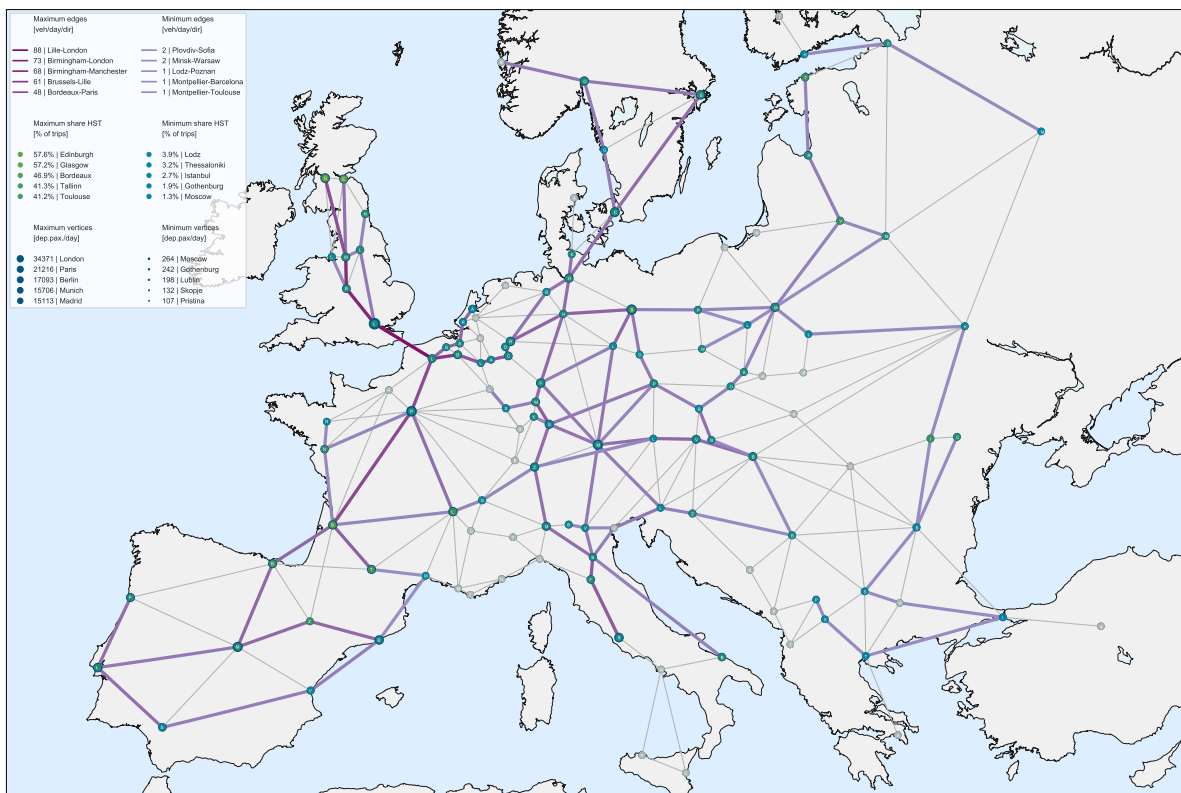 Maximum edges
[veh/day/dir]
88 | Lille-London
73 | Birmingham-London
68 | Birmingham-Manchester
61 | Brussels-Lille
48 | Bordeaux-Paris
Minimum edges
[veh/day/dir]
2 | Plovdiv-Sofia
2 | Minsk-Warsaw
1 | Lodz-Poznan
1 | Montpellier-Barcelona
1 | Montpellier-Toulouse
Maximum share HST
[% of trips]
57.6% | Edinburgh
57.2% | Glasgow
46.9% | Bordeaux
41.3% | Tallinn
41.2% | Toulouse
Minimum share HST
[% of trips]
3.9% | Lodz
3.2% | Thessaloniki
2.7% | Istanbul
1.9% | Gothenburg
1.3% | Moscow
Maximum vertices
[dep.pax./day]
34371 | London
21216 | Paris
17093 | Berlin
15706 | Munich
15113 | Madrid
Minimum vertices
[dep.pax/day]
264 | Moscow
242 | Gothenburg
198 | Lublin
132 | Skopje
107 | Pristina